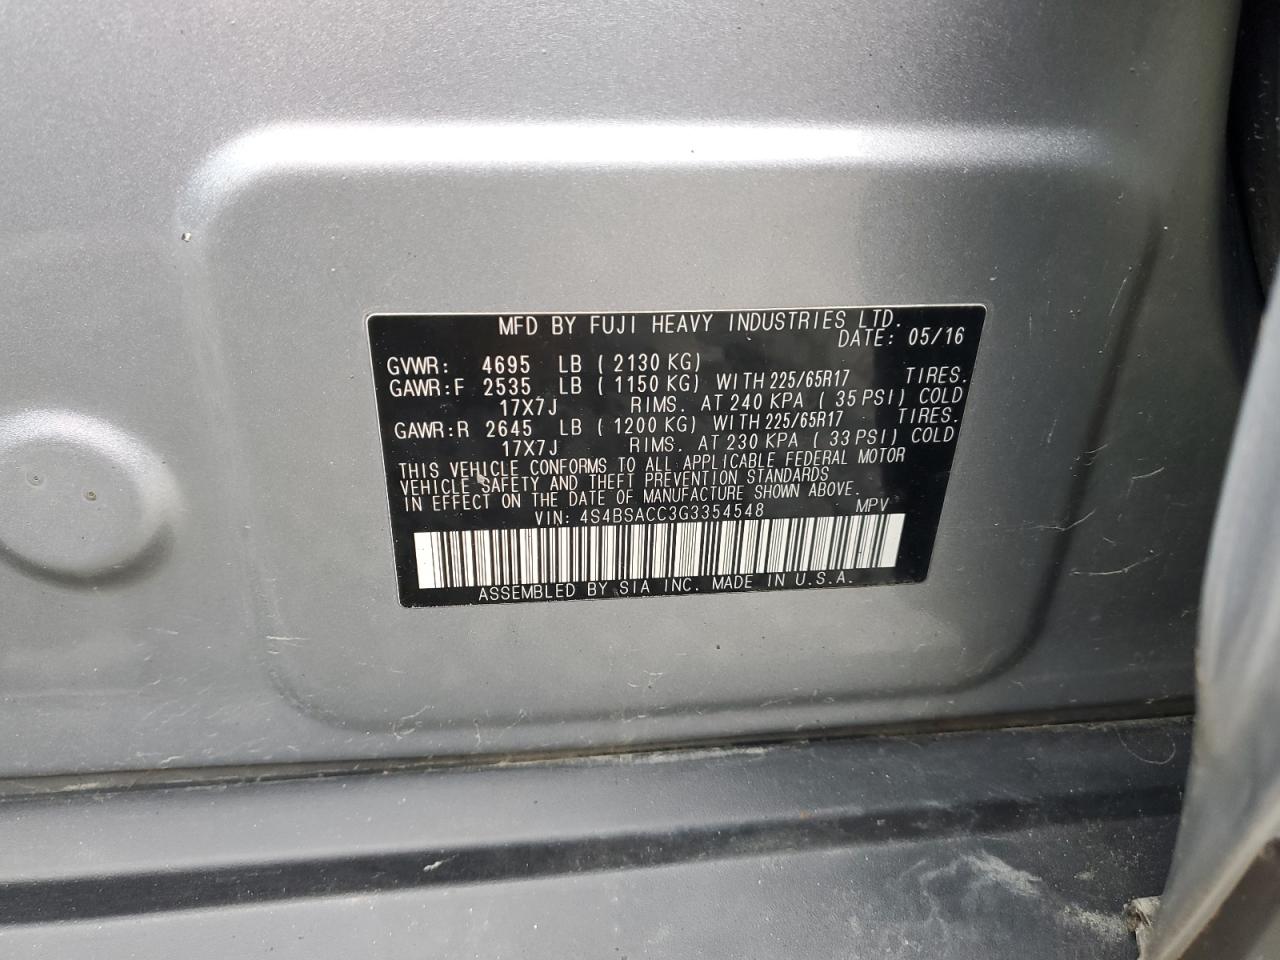 MFD BY FUJI HEAVY INDUSTRIES LTD.
DATE: 05/16
GVWR: 4695 LB ( 2130 KG)
GAWR:F 2535 LB ( 1150 KG) WITH 225/65R17 TIRES.
17X7J RIMS. AT 240 KPA ( 35 PSI) COLD
GAWR:R 2645 LB ( 1200 KG) WITH 225/65R17 TIRES.
17X7J RIMS. AT 230 KPA ( 33 PSI) COLD
THIS VEHICLE CONFORMS TO ALL APPLICABLE FEDERAL MOTOR
VEHICLE SAFETY AND THEFT PREVENTION STANDARDS
IN EFFECT ON THE DATE OF MANUFACTURE SHOWN ABOVE.
VIN: 4S4BSACC3G3354548 MPV
ASSEMBLED BY SIA INC. MADE IN U.S.A.